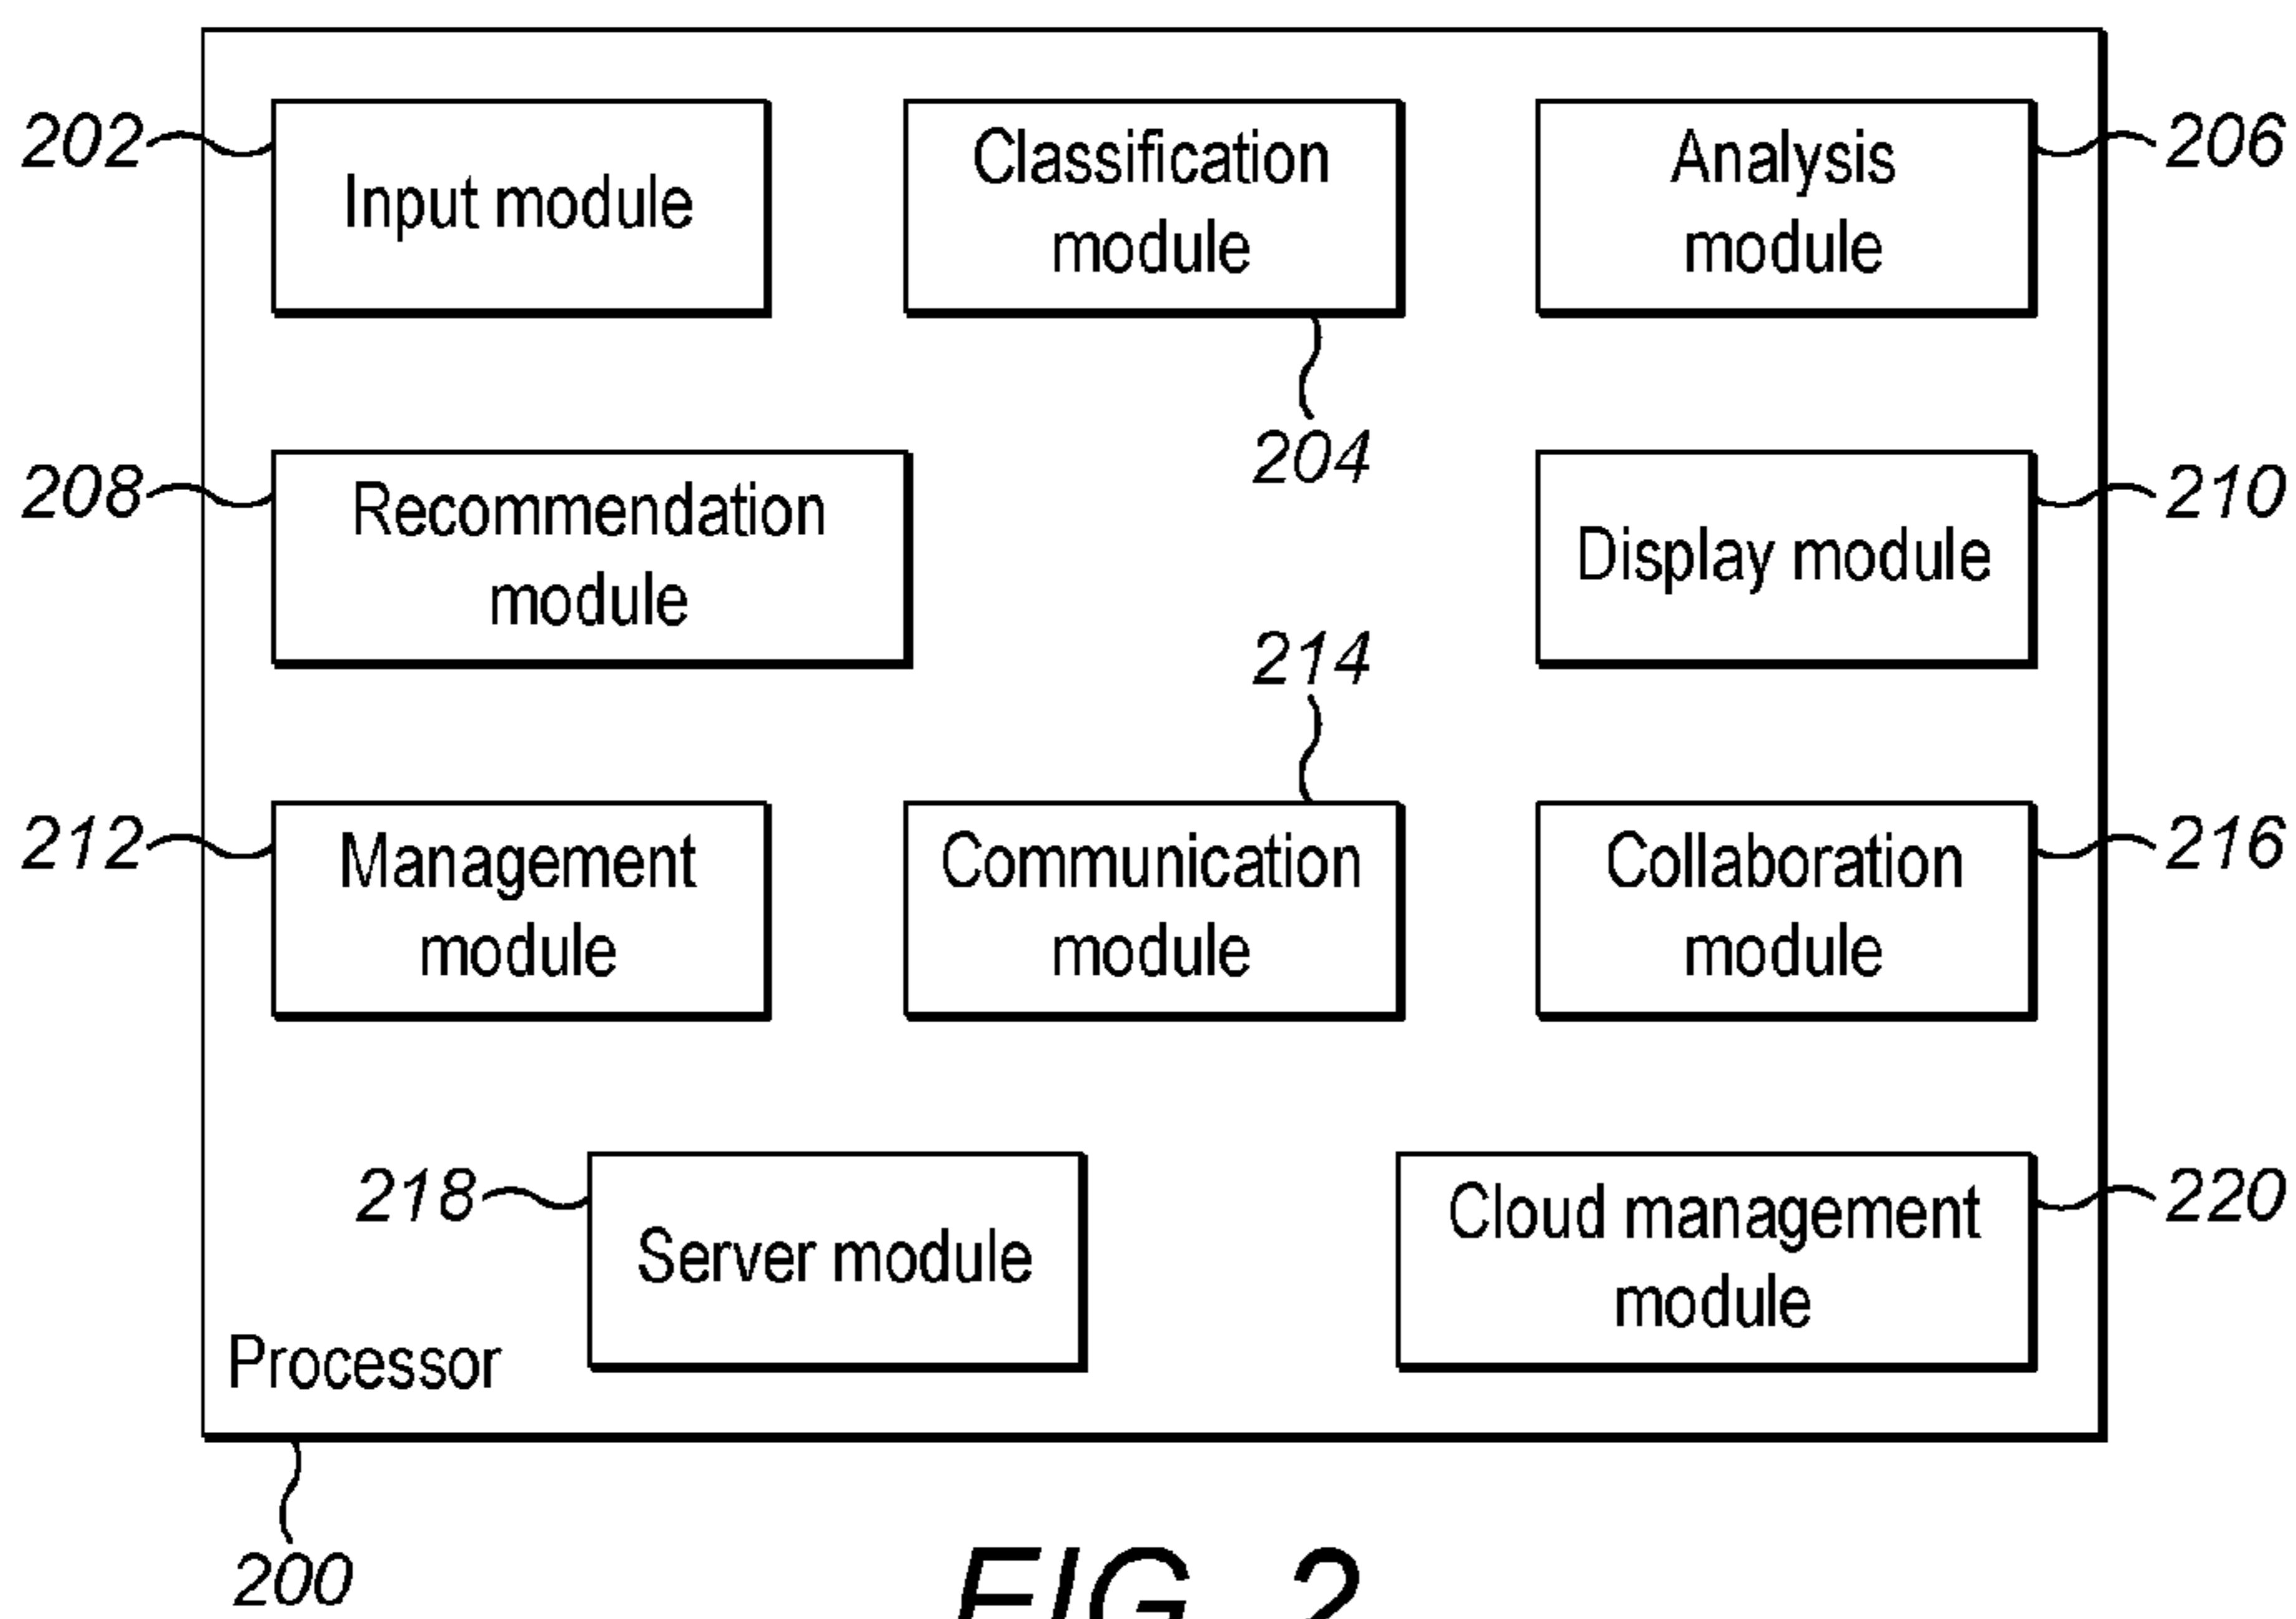 202
Input module
Classification
module
204
Analysis
module
206
208
Recommendation
module
210
Display module
212
Management
module
214
Communication
module
Collaboration
module
216
218
Server module
Cloud management
module
220
Processor
200
FIG. 2